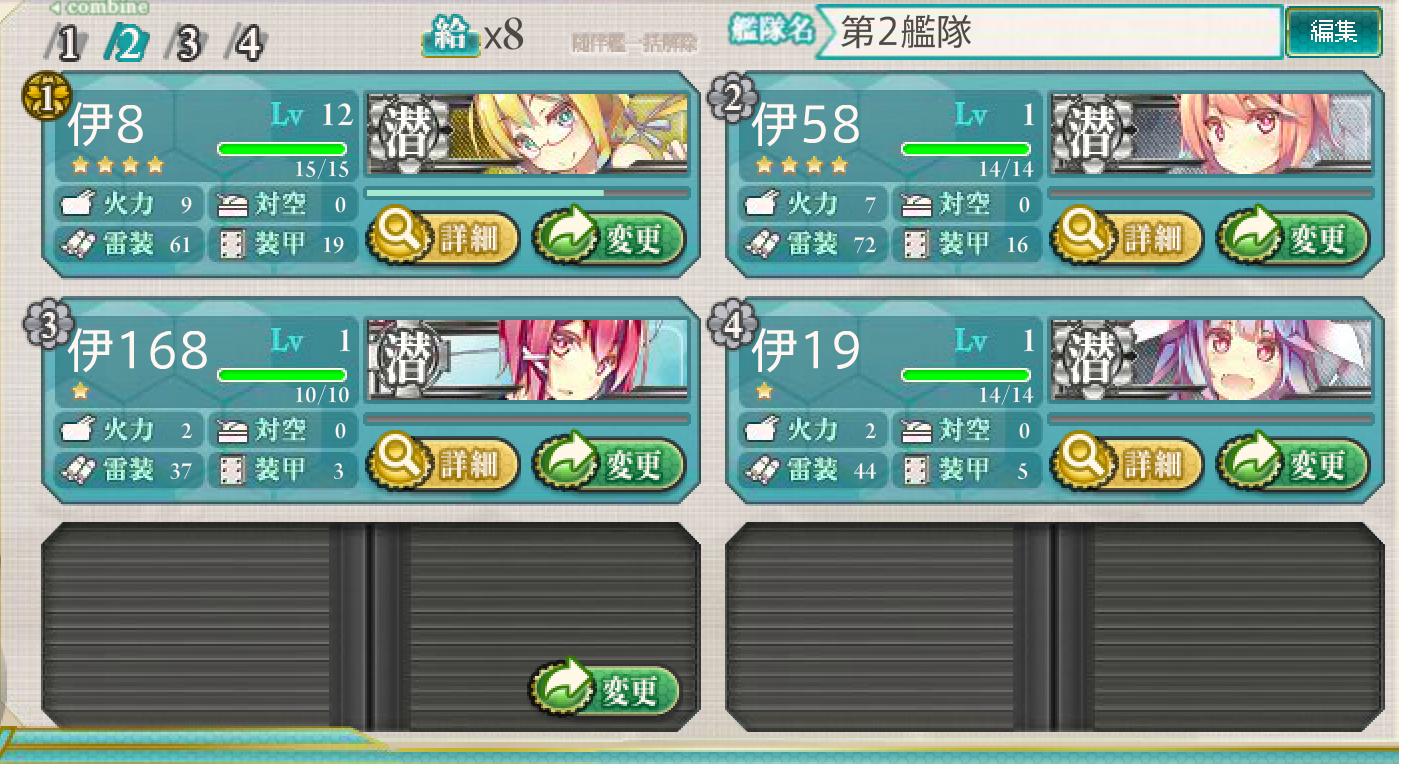 combine
1 2 3 4
給 x8
随伴艦一括解除
艦隊名 第2艦隊 編集
1
伊8 Lv 12
15/15
潜
火力 9 対空 0
雷装 61 装甲 19
詳細 変更
2
伊58 Lv 1
14/14
潜
火力 7 対空 0
雷装 72 装甲 16
詳細 変更
3
伊168 Lv 1
10/10
潜
火力 2 対空 0
雷装 37 装甲 3
詳細 変更
4
伊19 Lv 1
14/14
潜
火力 2 対空 0
雷装 44 装甲 5
詳細 変更
変更